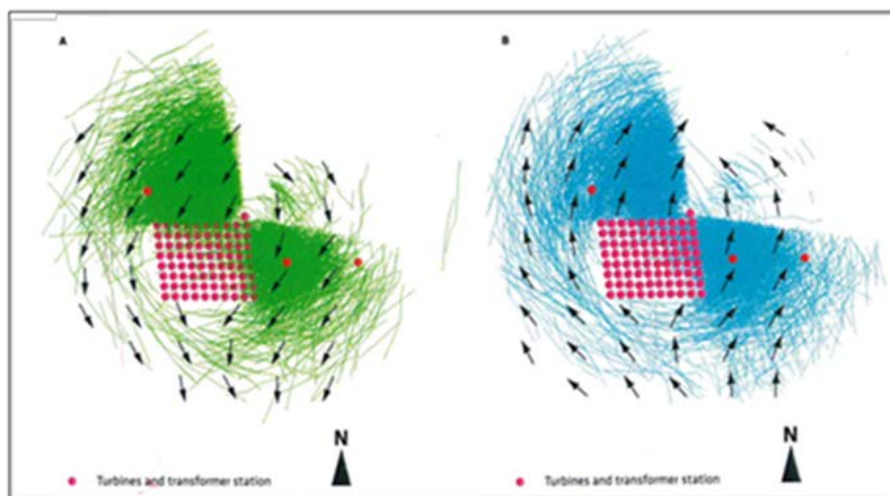 A
B
N
N
Turbines and transformer station
Turbines and transformer station